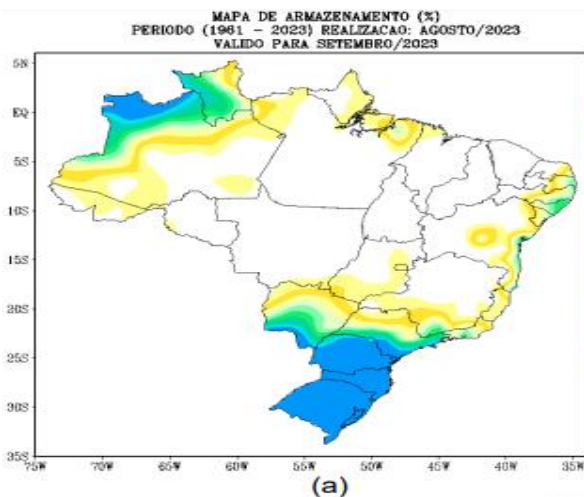 MAPA DE ARMAZENAMENTO (%)
PERIODO (1961 - 2023) REALIZACAO: AGOSTO/2023
VALIDO PARA SETEMBRO/2023
5N
EQ
5S
10S
15S
20S
25S
30S
35S
75W 70W 65W 60W 55W 50W 45W 40W 35W
(a)